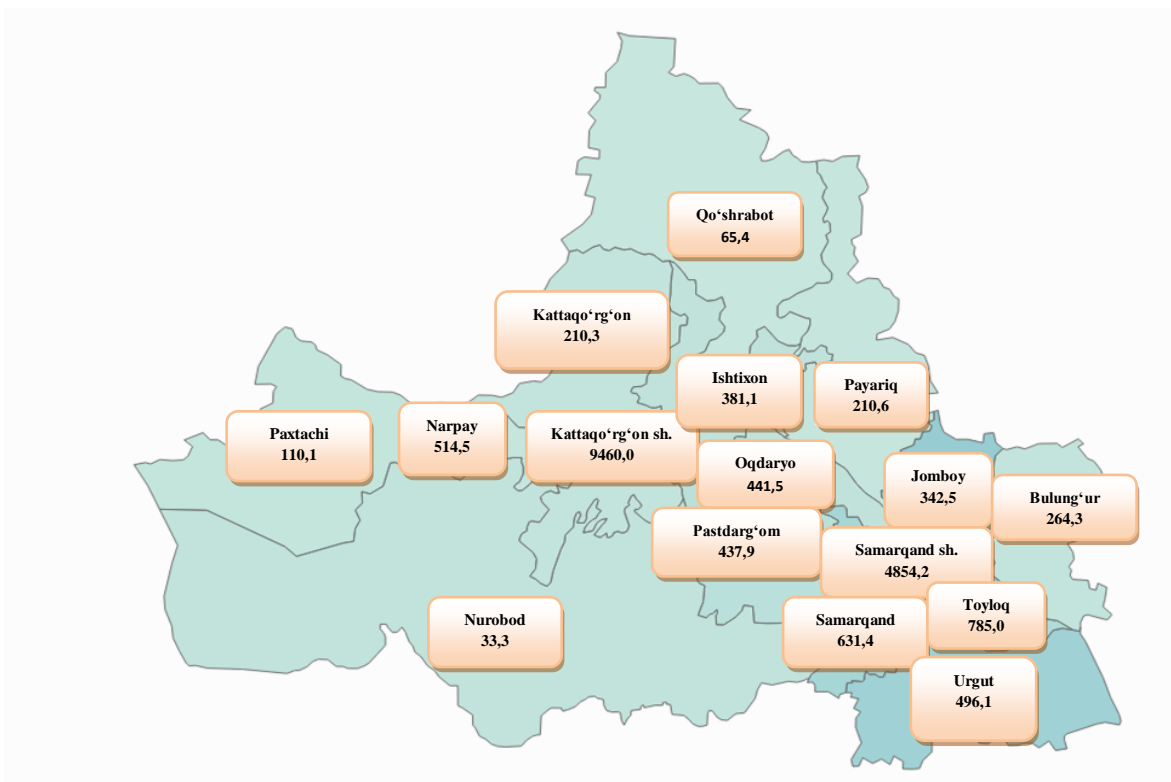 Qo‘shrabot
65,4
Kattaqo‘rg‘on
210,3
Ishtixon
381,1
Payariq
210,6
Paxtachi
110,1
Narpay
514,5
Kattaqo‘rg‘on sh.
9460,0
Oqdaryo
441,5
Jomboy
342,5
Bulung‘ur
264,3
Pastdarg‘om
437,9
Samarqand sh.
4854,2
Nurobod
33,3
Samarqand
631,4
Toyloq
785,0
Urgut
496,1